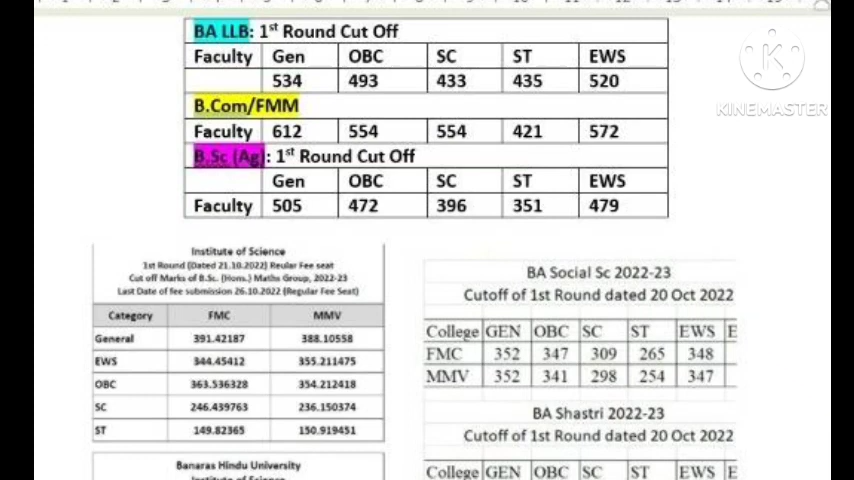 BA LLB: 1st Round Cut Off
Faculty Gen OBC SC ST EWS
534 493 433 435 520
B.Com/FMM
Faculty 612 554 554 421 572
B.Sc (Ag): 1st Round Cut Off
Gen OBC SC ST EWS
Faculty 505 472 396 351 479
KINEMASTER
Institute of Science
1st Round (Dated 21.10.2022) Reular Fee seat
Cut off Marks of B.Sc. (Hons.) Maths Group, 2022-23
Last Date of fee submission 26.10.2022 (Regular Fee Seat)
Category FMC MMV
General 391.42187 388.10558
EWS 344.45412 355.211475
OBC 363.536328 354.212418
SC 246.439763 236.150374
ST 149.82365 150.919451
Banaras Hindu University
Institute of Science
BA Social Sc 2022-23
Cutoff of 1st Round dated 20 Oct 2022
College GEN OBC SC ST EWS E
FMC 352 347 309 265 348
MMV 352 341 298 254 347
BA Shastri 2022-23
Cutoff of 1st Round dated 20 Oct 2022
College GEN OBC SC ST EWS E